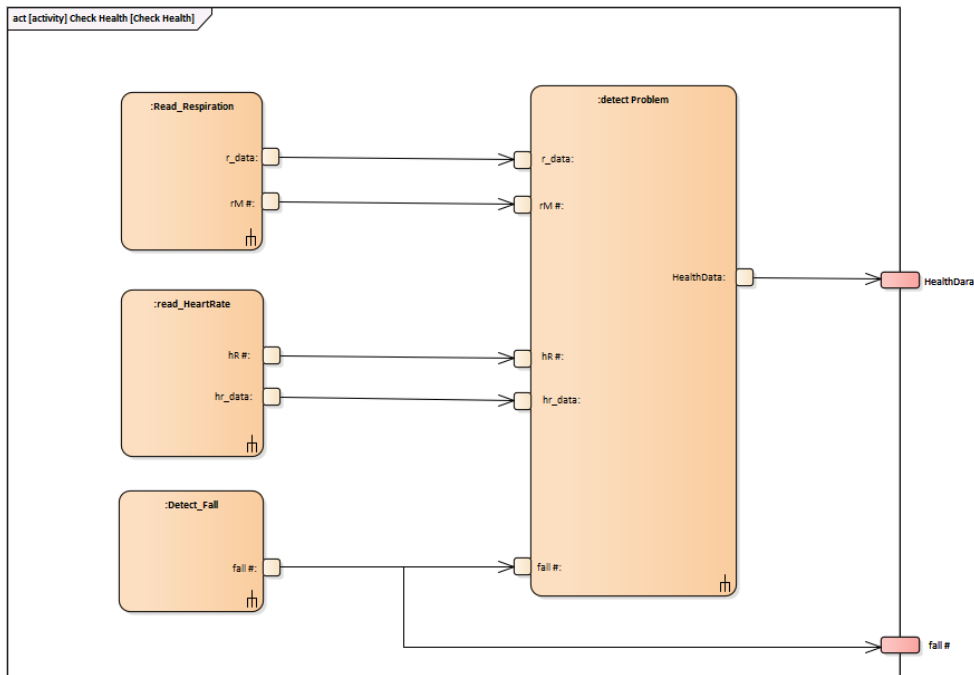 act [activity] Check Health [Check Health]
:Read_Respiration
r_data:
rM #:
:read_HeartRate
hR #:
hr_data:
:Detect_Fall
fall #:
:detect Problem
r_data:
rM #:
HealthData:
hR #:
hr_data:
fall #:
HealthDara
fall #